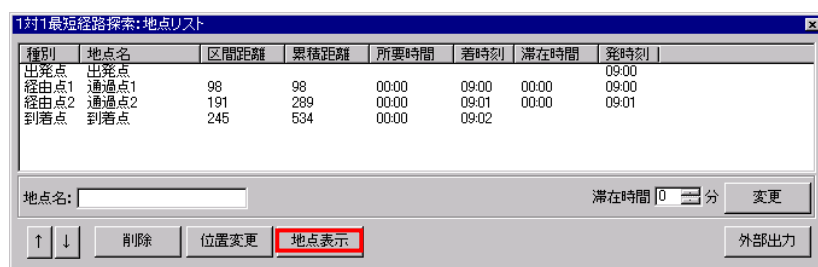 1対1最短経路探索:地点リスト
種別 地点名 区間距離 累積距離 所要時間 着時刻 滞在時間 発時刻
出発点 出発点 09:00
経由点1 通過点1 98 98 00:00 09:00 00:00 09:00
経由点2 通過点2 191 289 00:00 09:01 00:00 09:01
到着点 到着点 245 534 00:00 09:02
地点名: 滞在時間 0 分 変更
↑ ↓ 削除 位置変更 地点表示 外部出力